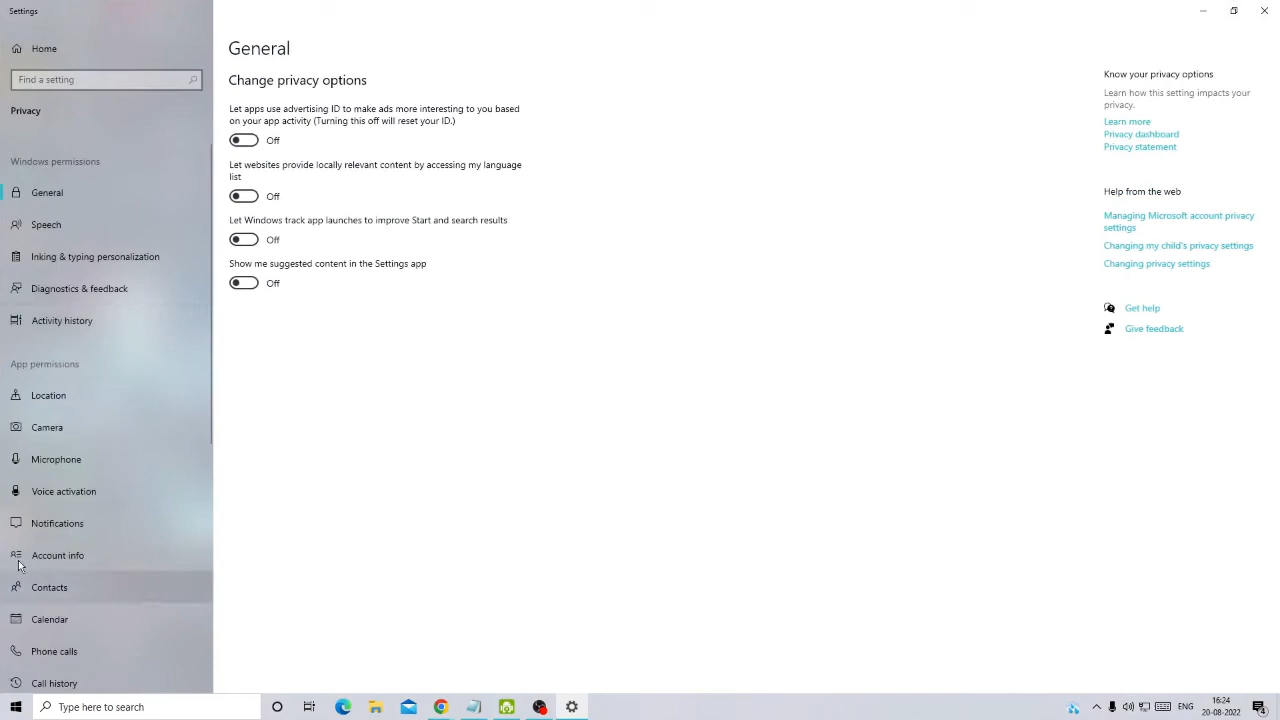 Settings
Home
Find a setting
Privacy
Windows permissions
General
Speech
Inking & typing personalization
Diagnostics & feedback
Activity history
App permissions
Location
Camera
Microphone
Voice activation
Notifications
Account info
Contacts
Calendar
Phone calls
Call history
General
Change privacy options
Let apps use advertising ID to make ads more interesting to you based
on your app activity (Turning this off will reset your ID.)
Off
Let websites provide locally relevant content by accessing my language
list
Off
Let Windows track app launches to improve Start and search results
Off
Show me suggested content in the Settings app
Off
Know your privacy options
Learn how this setting impacts your
privacy.
Learn more
Privacy dashboard
Privacy statement
Help from the web
Managing Microsoft account privacy
settings
Changing my child's privacy settings
Changing privacy settings
Get help
Give feedback
Type here to search
ENG
16:24
20-08-2022